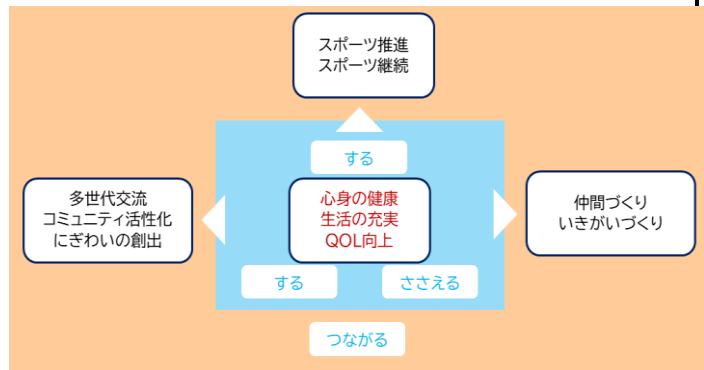 スポーツ推進
スポーツ継続
する
多世代交流
コミュニティ活性化
にぎわいの創出
心身の健康
生活の充実
QOL向上
仲間づくり
いきがいづくり
する
ささえる
つながる